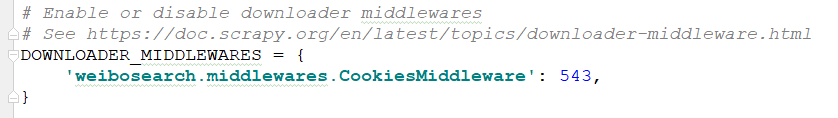 # Enable or disable downloader middlewares
# See https://doc.scrapy.org/en/latest/topics/downloader-middleware.html
DOWNLOADER_MIDDLEWARES = {
    'weibosearch.middlewares.CookiesMiddleware': 543,
}